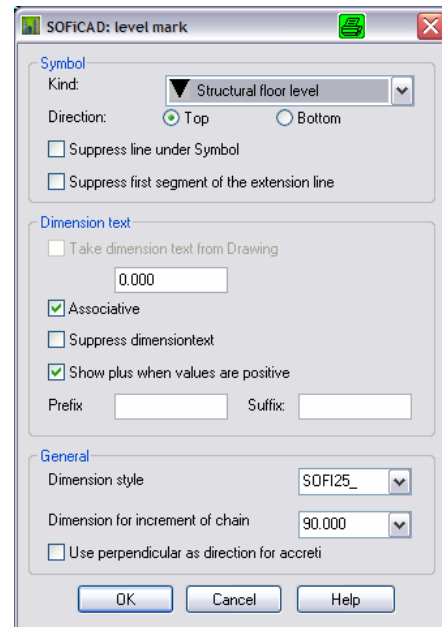 SOFiCAD: level mark
Symbol
Kind: Structural floor level
Direction: Top Bottom
Suppress line under Symbol
Suppress first segment of the extension line
Dimension text
Take dimension text from Drawing
0.000
Associative
Suppress dimensiontext
Show plus when values are positive
Prefix Suffix:
General
Dimension style SOFI25_
Dimension for increment of chain 90.000
Use perpendicular as direction for accreti
OK Cancel Help